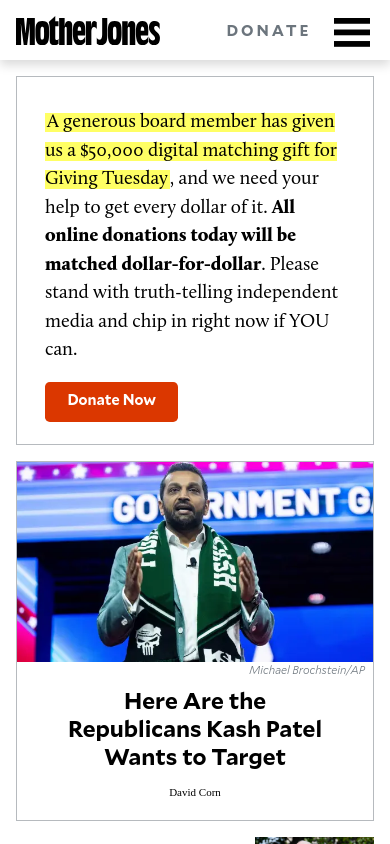 Mother Jones
DONATE
A generous board member has given
us a $50,000 digital matching gift for
Giving Tuesday, and we need your
help to get every dollar of it. All
online donations today will be
matched dollar-for-dollar. Please
stand with truth-telling independent
media and chip in right now if YOU
can.
Donate Now
GO RNMENT GA
Michael Brochstein/AP
Here Are the
Republicans Kash Patel
Wants to Target
David Corn